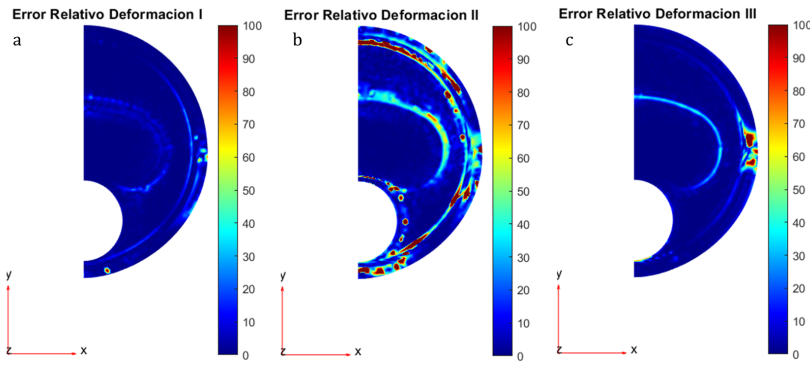 Error Relativo Deformacion I
Error Relativo Deformacion II
Error Relativo Deformacion III
a
b
c
100
90
80
70
60
50
40
30
20
10
0
100
90
80
70
60
50
40
30
20
10
0
100
90
80
70
60
50
40
30
20
10
0
y
z
x
y
z
x
y
z
x